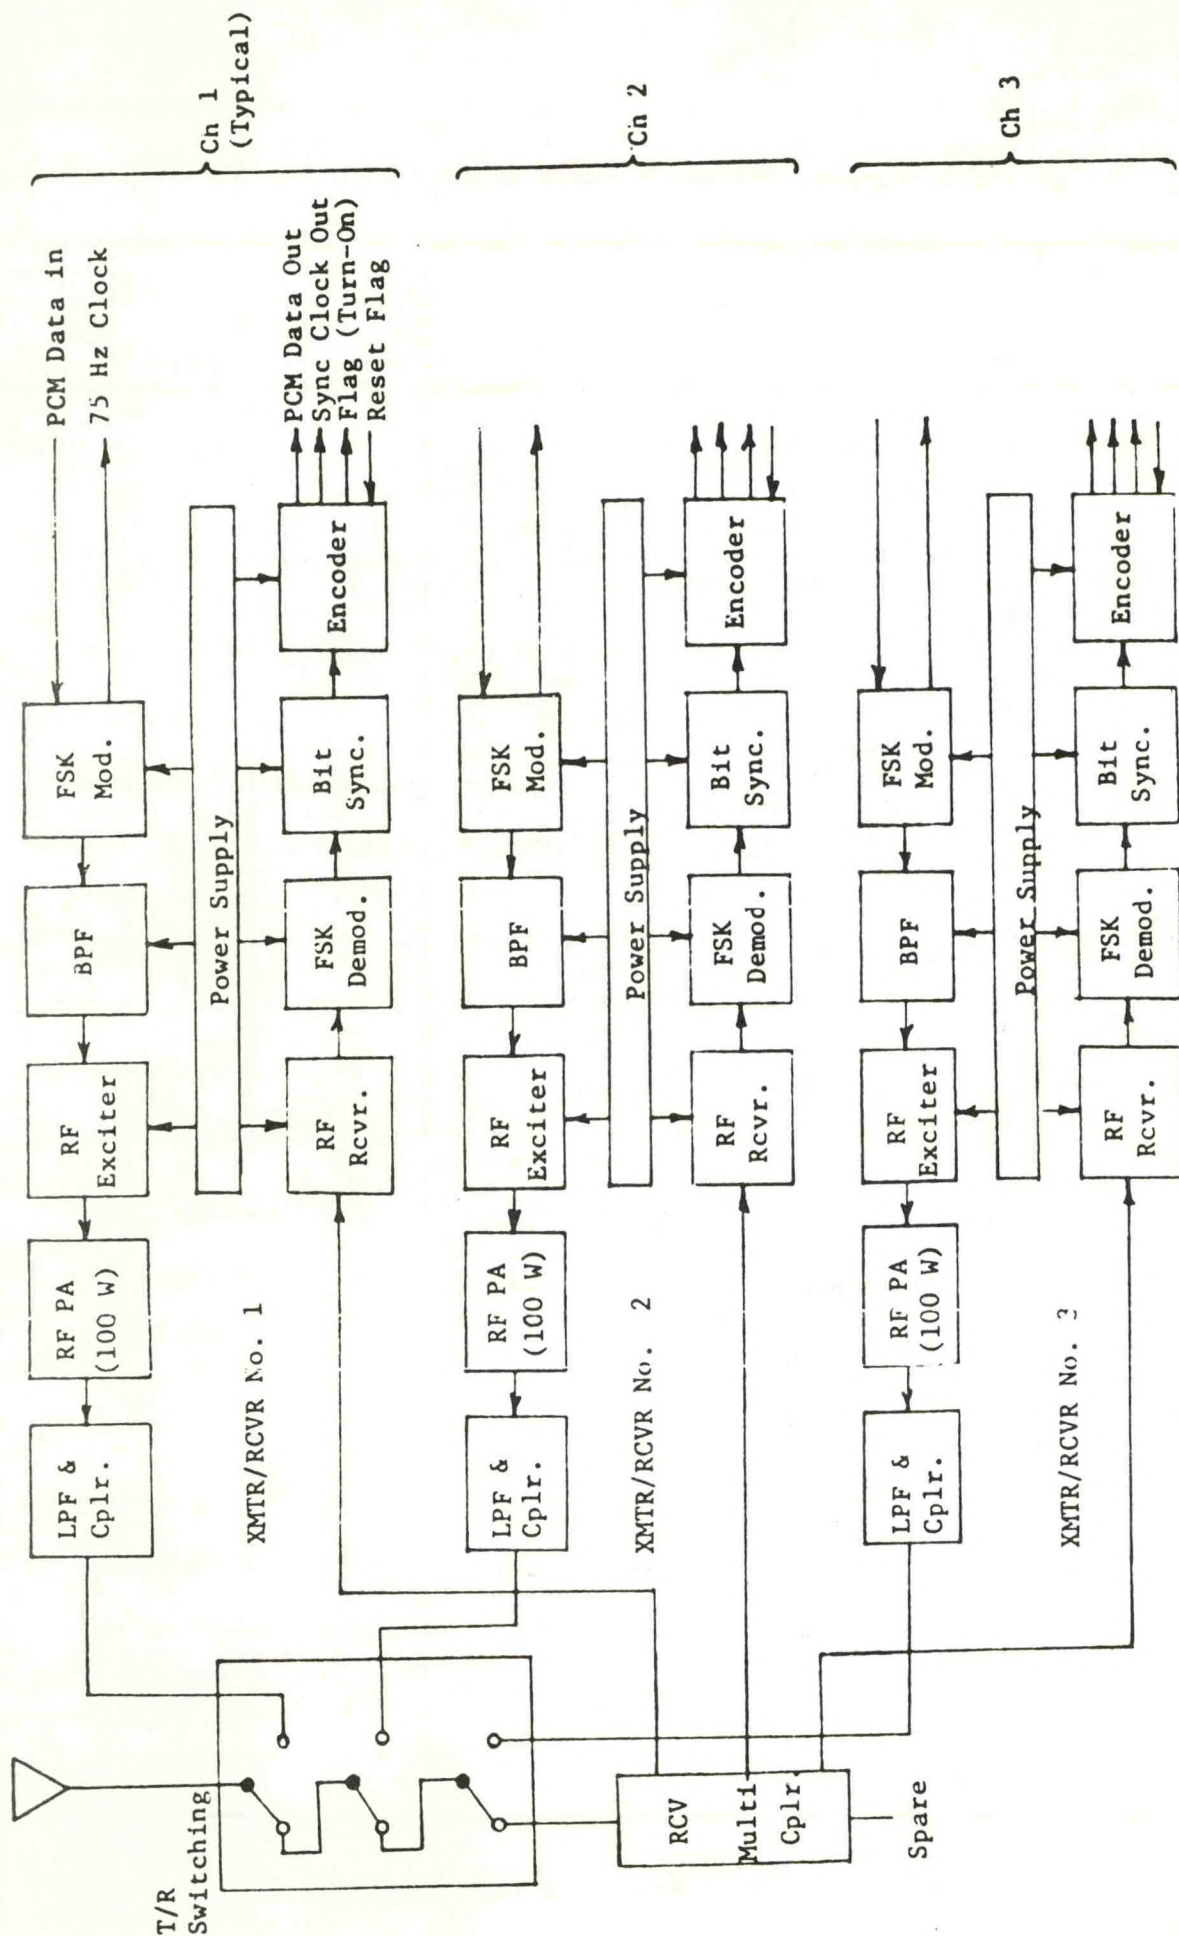 T/R
Switching
LPF &
Cplr.
RF PA
(100 W)
RF
Exciter
BPF
FSK
Mod.
PCM Data in
75 Hz Clock
Power Supply
RF
Rcvr.
FSK
Demod.
Bit
Sync.
Encoder
PCM Data Out
Sync Clock Out
Flag (Turn-On)
Reset Flag
Ch 1
(Typical)
XMTR/RCVR No. 1
LPF &
Cplr.
RF PA
(100 W)
RF
Exciter
BPF
FSK
Mod.
Power Supply
RF
Rcvr.
FSK
Demod.
Bit
Sync.
Encoder
Ch 2
XMTR/RCVR No. 2
RCV
Multi
Cplr.
Spare
LPF &
Cplr.
RF PA
(100 W)
RF
Exciter
BPF
FSK
Mod.
Power Supply
RF
Rcvr.
FSK
Demod.
Bit
Sync.
Encoder
Ch 3
XMTR/RCVR No. 3